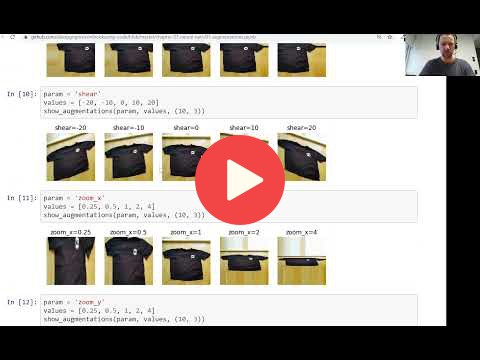 In [10]: param = 'shear'
values = [-20, -10, 0, 10, 20]
show_augmentations(param, values, (10, 3))
shear=-20 shear=-10 shear=0 shear=10 shear=20
In [11]: param = 'zoom_x'
values = [0.25, 0.5, 1, 2, 4]
show_augmentations(param, values, (10, 3))
zoom_x=0.25 zoom_x=0.5 zoom_x=1 zoom_x=2 zoom_x=4
In [12]: param = 'zoom_y'
values = [0.25, 0.5, 1, 2, 4]
show_augmentations(param, values, (10, 3))